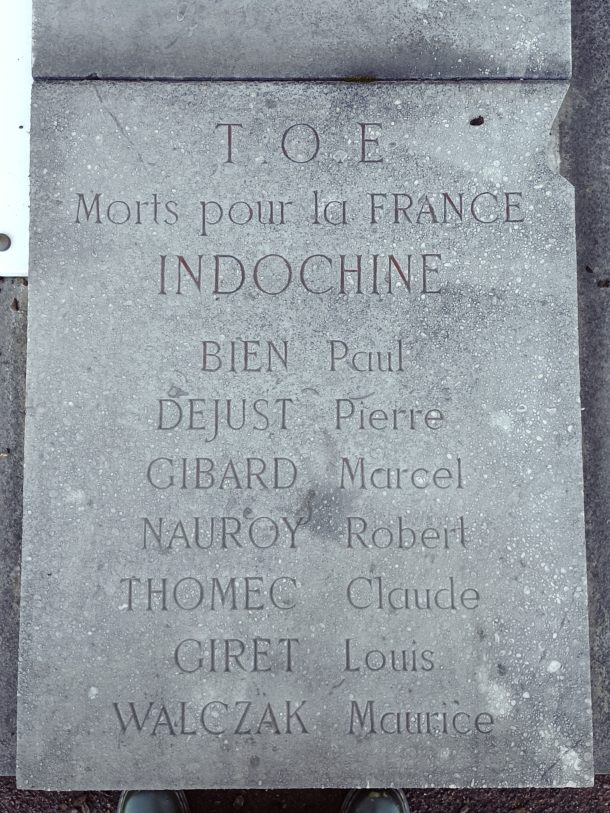 T.O.E
Morts pour la FRANCE
INDOCHINE
BIEN Paul
DEJUST Pierre
GIBARD Marcel
NAUROY Robert
THOMEC Claude
GIRET Louis
WALCZAK Maurice